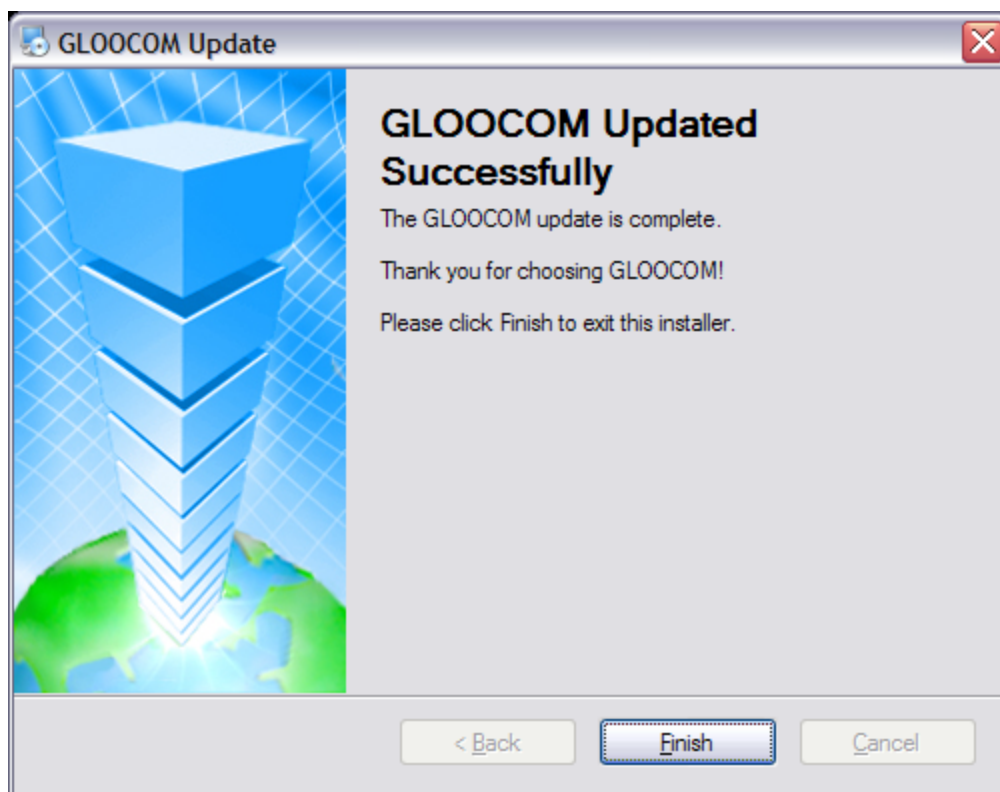 GLOOCOM Update
GLOOCOM Updated
Successfully
The GLOOCOM update is complete.
Thank you for choosing GLOOCOM!
Please click Finish to exit this installer.
< Back
Finish
Cancel